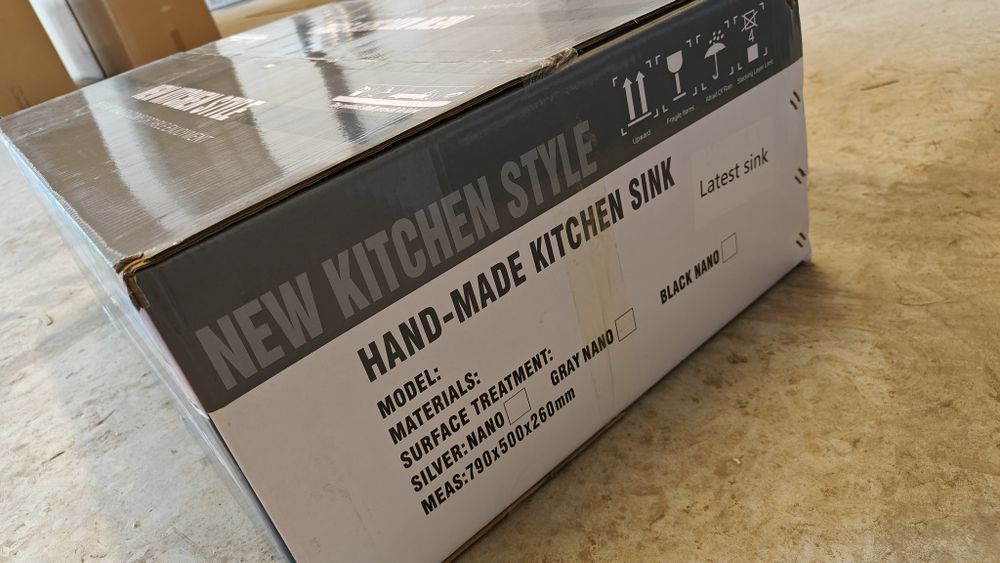 NEW KITCHEN STYLE
4
Upward
Fragile Items
Afraid Of Rain
Stacking Layer Limit
NEW KITCHEN STYLE
HAND-MADE KITCHEN SINK
Latest sink
MODEL:
MATERIALS:
SURFACE TREATMENT:
SILVER:NANO GRAY NANO BLACK NANO
MEAS:790x500x260mm